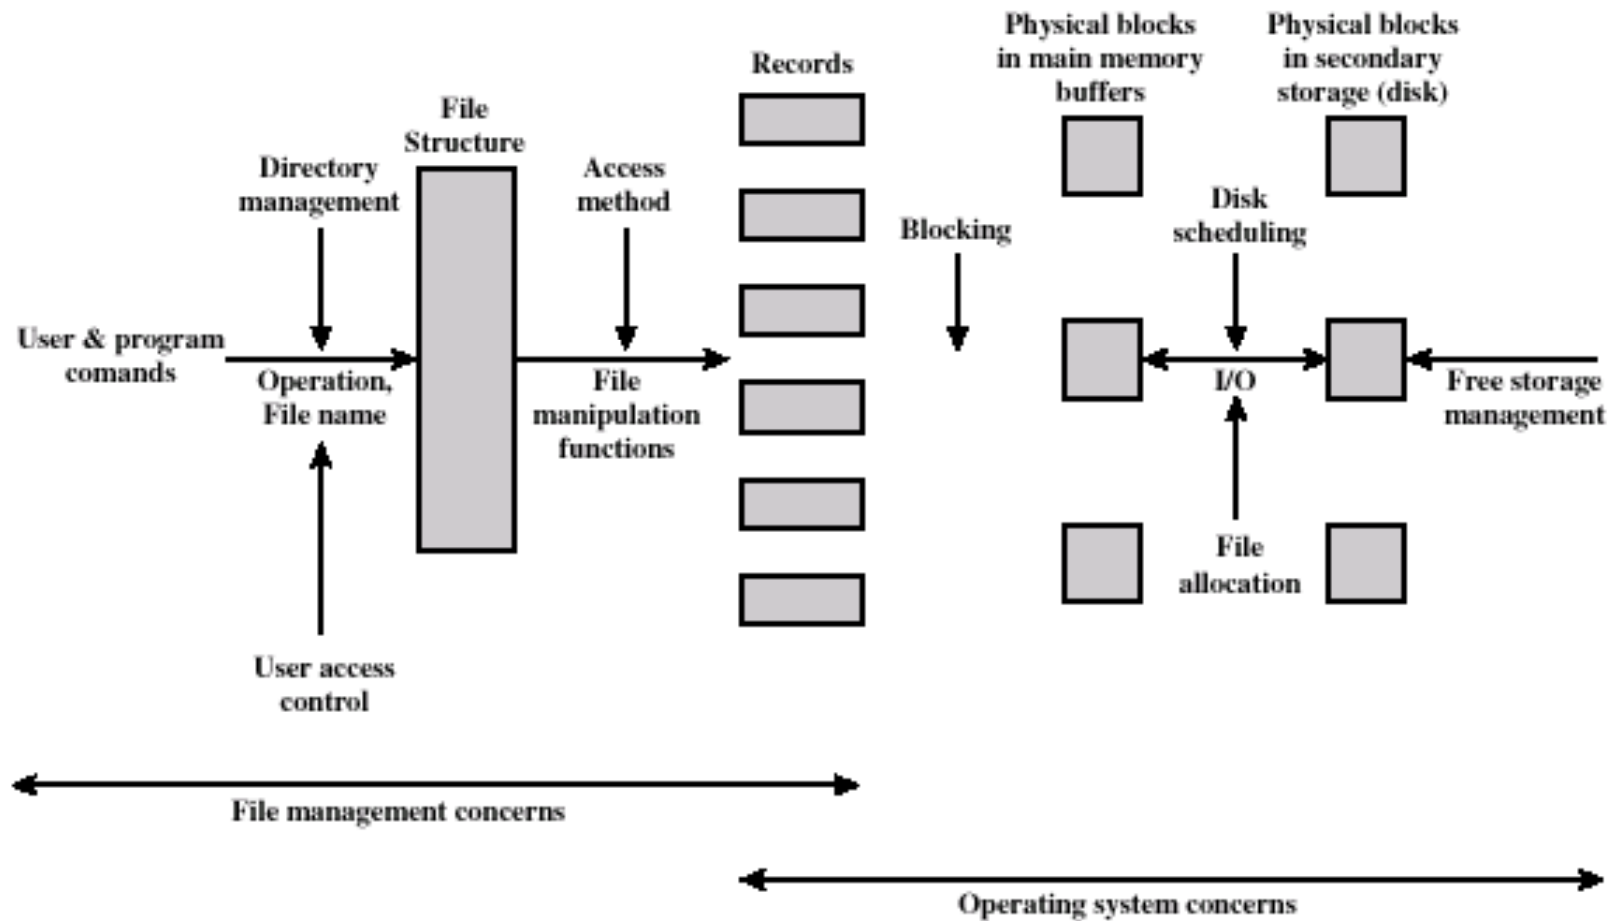 Physical blocks
in main memory
buffers
Physical blocks
in secondary
storage (disk)
Records
File
Structure
Directory
management
Access
method
Blocking
Disk
scheduling
User & program
comands
Operation,
File name
File
manipulation
functions
I/O
Free storage
management
File
allocation
User access
control
File management concerns
Operating system concerns